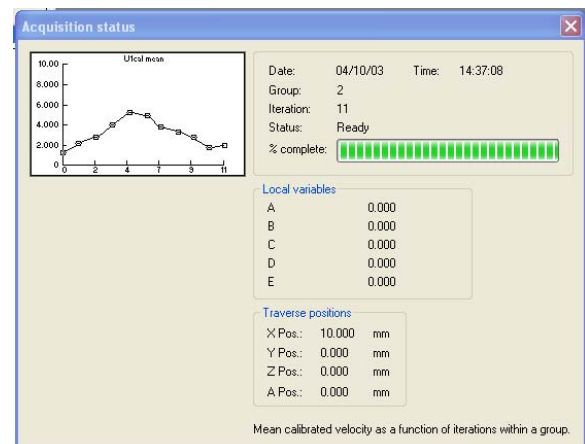 Acquisition status
U1cal mean
10.00
8.000
6.000
4.000
2.000
0 2 4 7 9 11
Date: 04/10/03 Time: 14:37:08
Group: 2
Iteration: 11
Status: Ready
% complete:
Local variables
A 0.000
B 0.000
C 0.000
D 0.000
E 0.000
Traverse positions
X Pos.: 10.000 mm
Y Pos.: 0.000 mm
Z Pos.: 0.000 mm
A Pos.: 0.000 mm
Mean calibrated velocity as a function of iterations within a group.